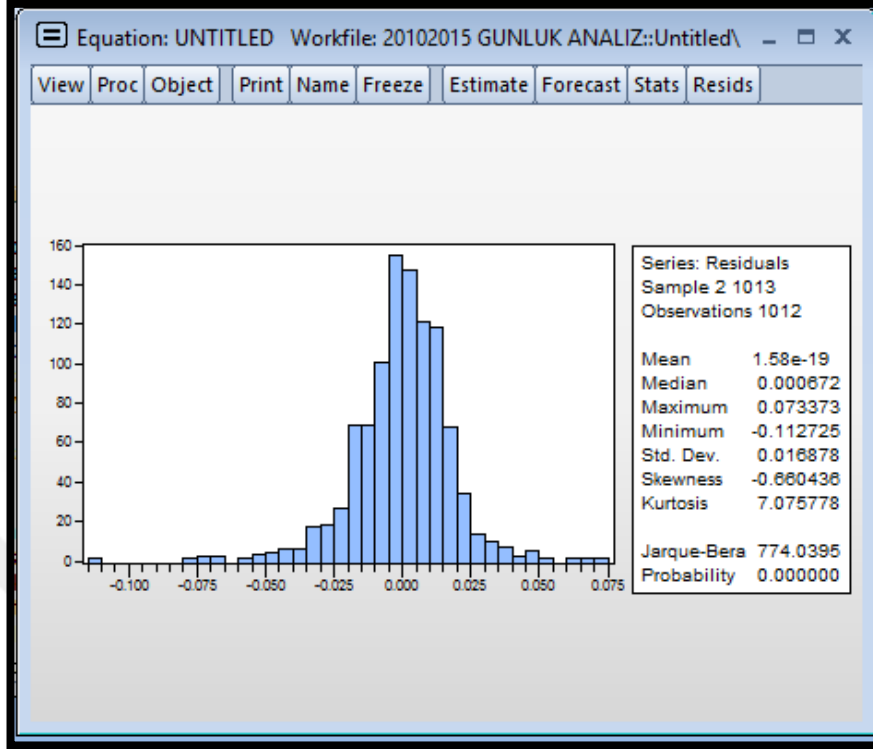 Equation: UNTITLED Workfile: 20102015 GUNLUK ANALIZ::Untitled\
View Proc Object Print Name Freeze Estimate Forecast Stats Resids
160
140
120
100
80
60
40
20
0
-0.100 -0.075 -0.050 -0.025 0.000 0.025 0.050 0.075
Series: Residuals
Sample 2 1013
Observations 1012
Mean 1.58e-19
Median 0.000672
Maximum 0.073373
Minimum -0.112725
Std. Dev. 0.016878
Skewness -0.660436
Kurtosis 7.075778
Jarque-Bera 774.0395
Probability 0.000000